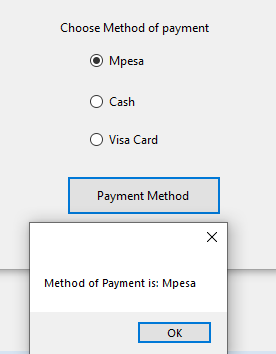 Choose Method of payment
Mpesa
Cash
Visa Card
Payment Method
Method of Payment is: Mpesa
OK